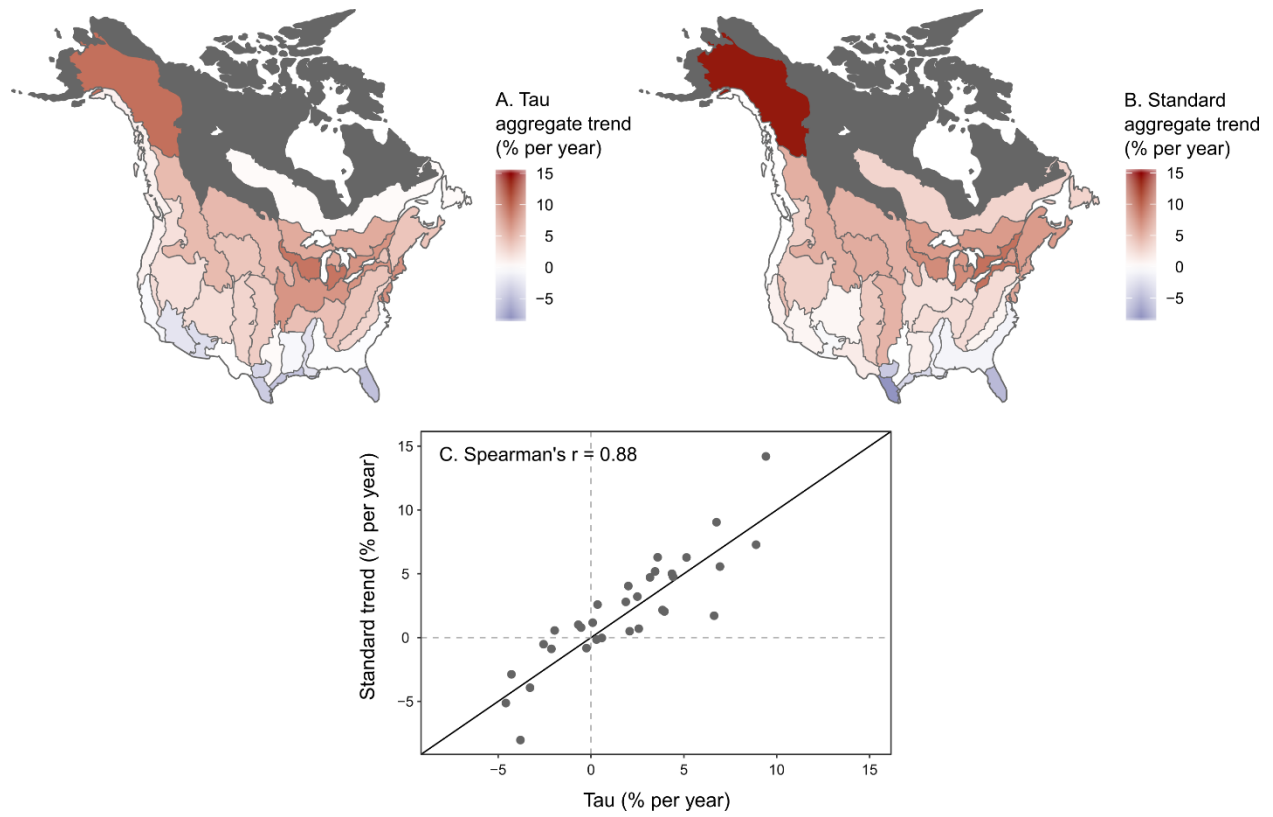 A. Tau
aggregate trend
(% per year)
15
10
5
0
−5
B. Standard
aggregate trend
(% per year)
15
10
5
0
−5
C. Spearman's r = 0.88
Standard trend (% per year)
15
10
5
0
−5
−5
0
5
10
15
Tau (% per year)